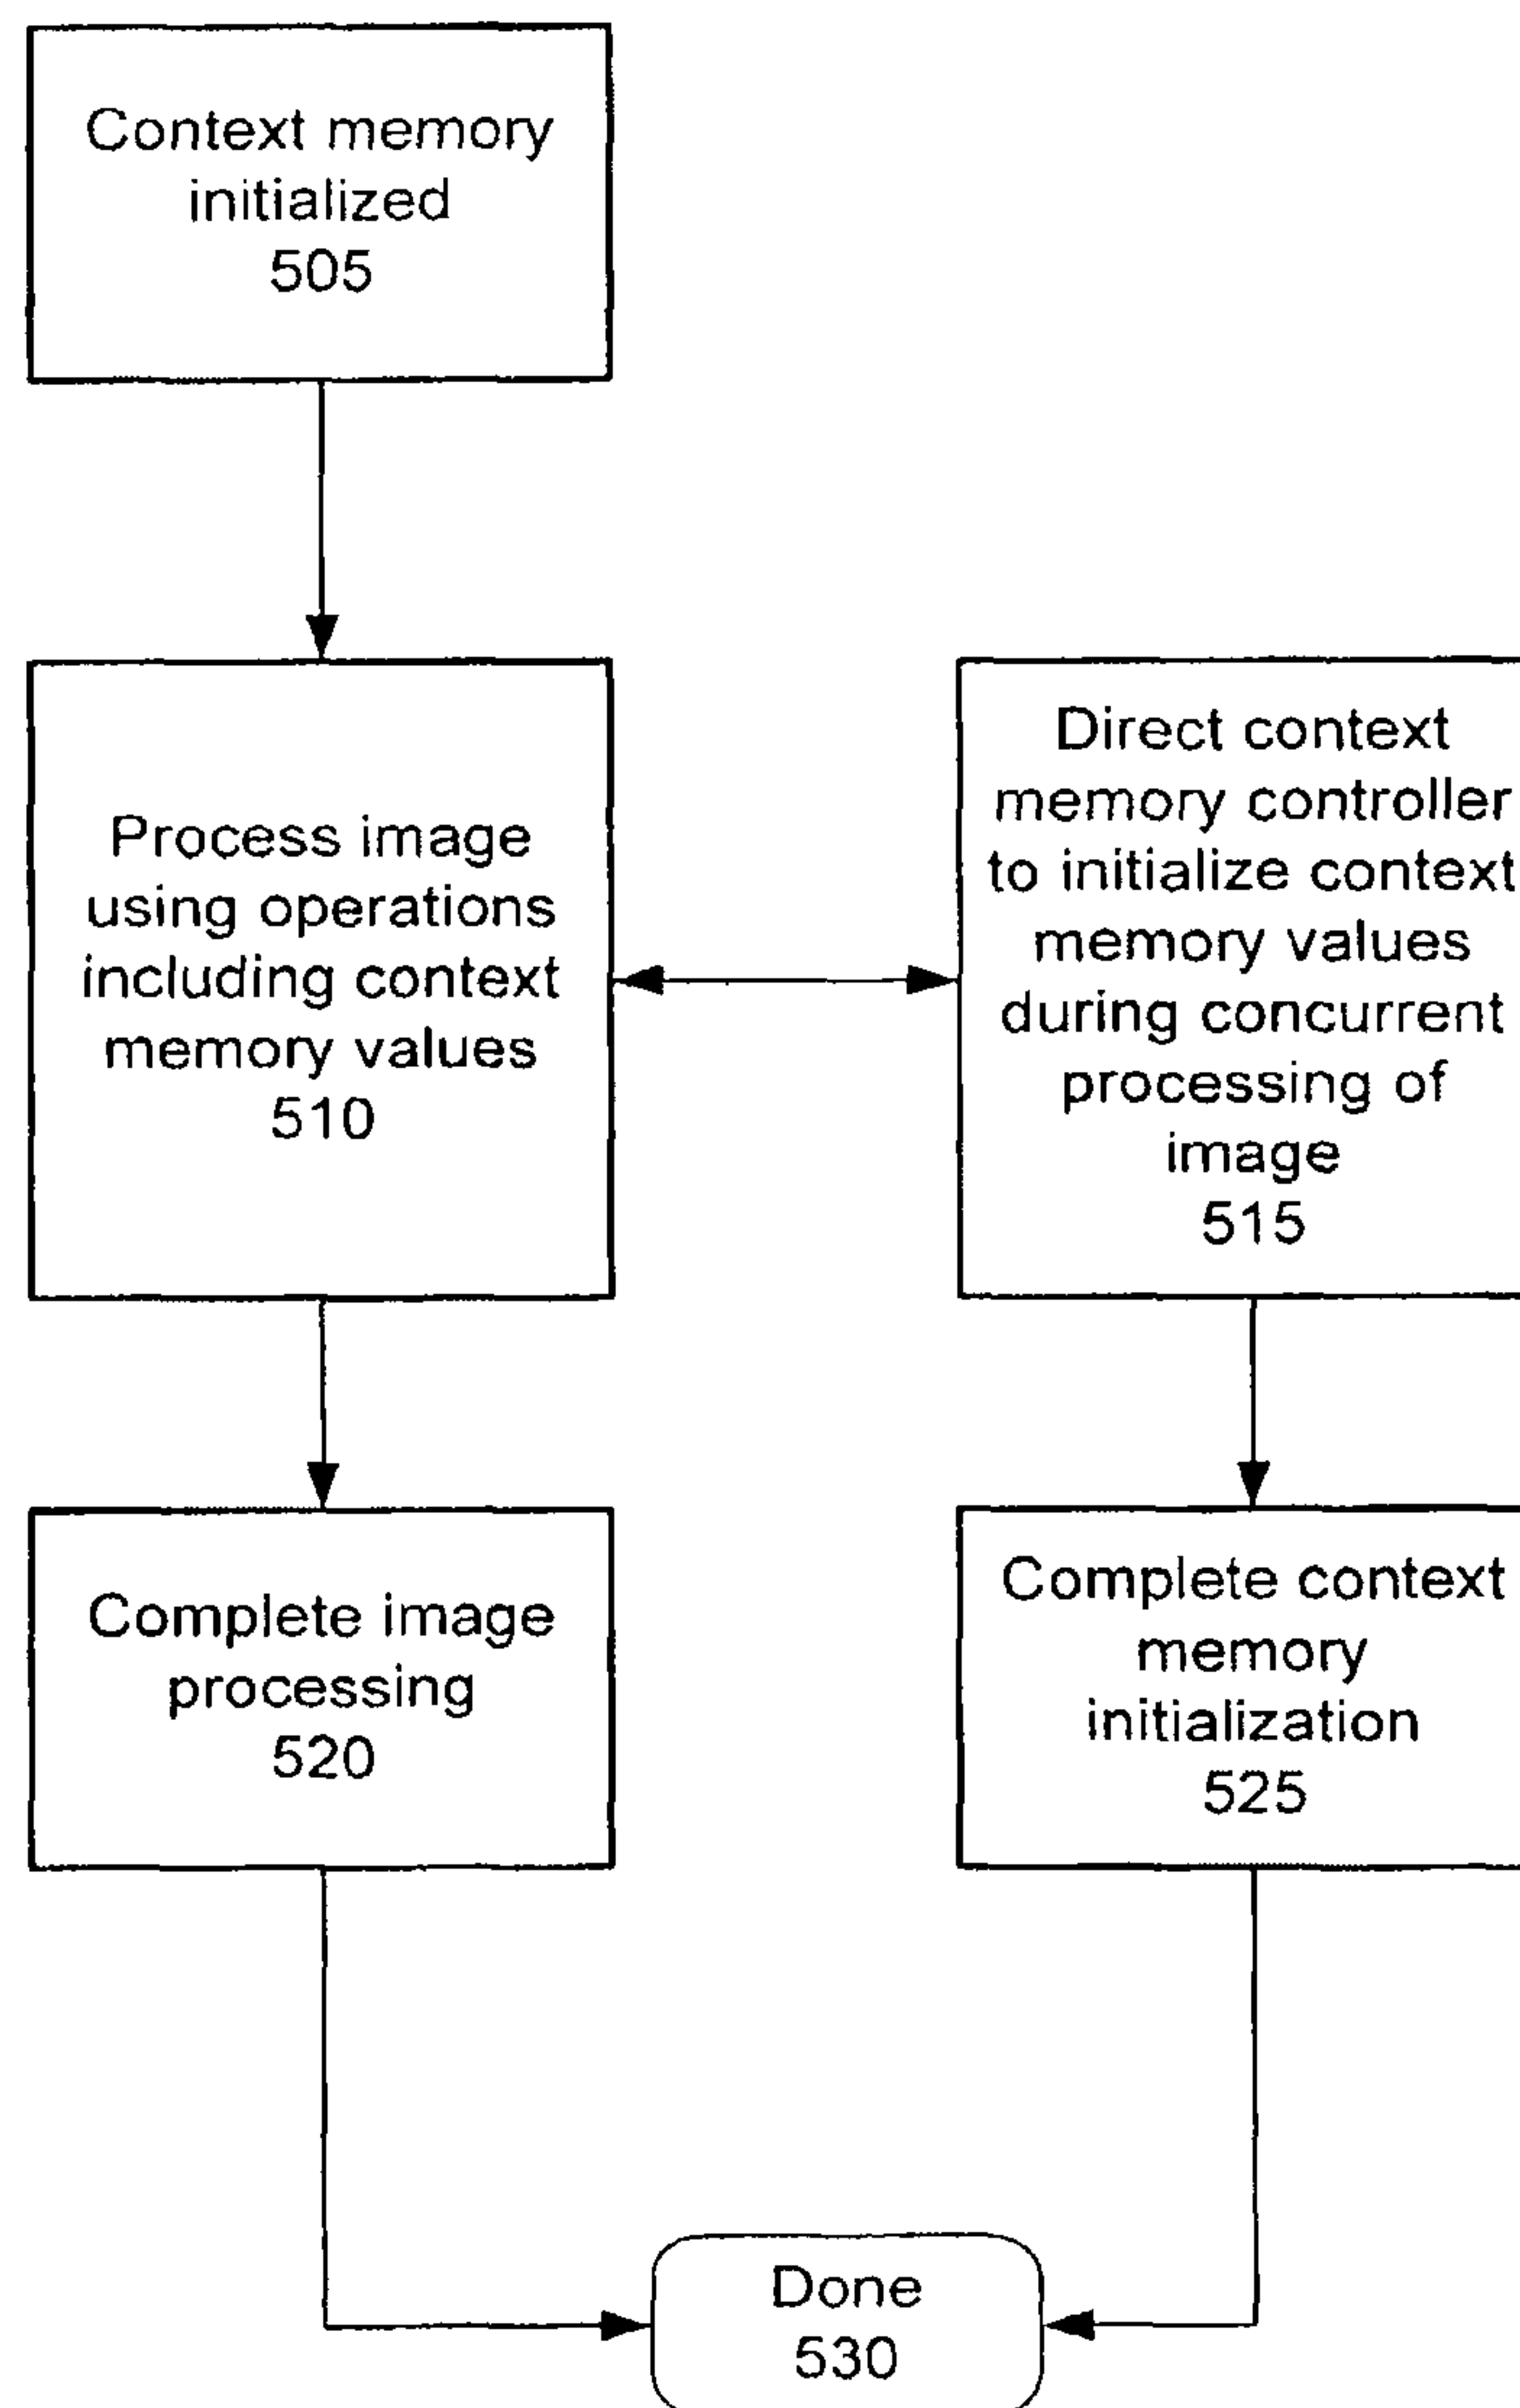 Context memory
initialized
505
Process image
using operations
including context
memory values
510
Direct context
memory controller
to initialize context
memory values
during concurrent
processing of
image
515
Complete image
processing
520
Complete context
memory
initialization
525
Done
530